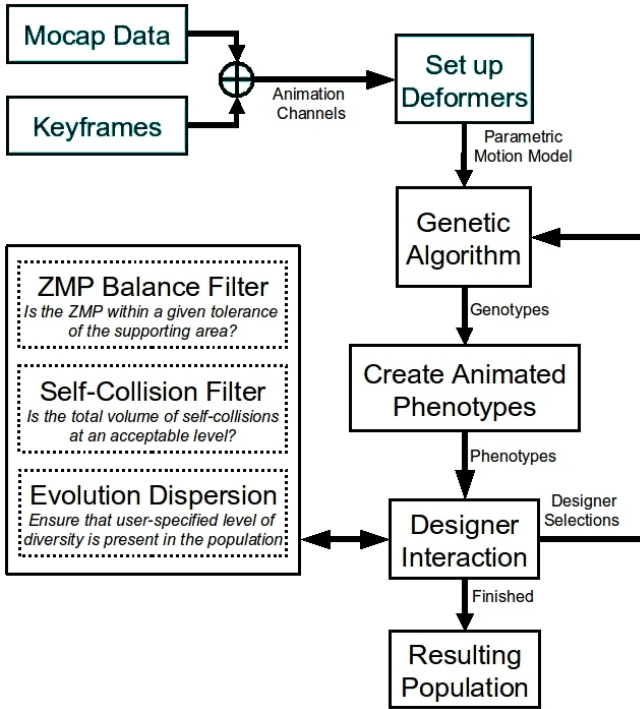 Mocap Data
Keyframes
Animation
Channels
Set up
Deformers
Parametric
Motion Model
Genetic
Algorithm
Genotypes
Create Animated
Phenotypes
Phenotypes
Designer
Interaction
Designer
Selections
Finished
Resulting
Population
ZMP Balance Filter
Is the ZMP within a given tolerance
of the supporting area?
Self-Collision Filter
Is the total volume of self-collisions
at an acceptable level?
Evolution Dispersion
Ensure that user-specified level of
diversity is present in the population